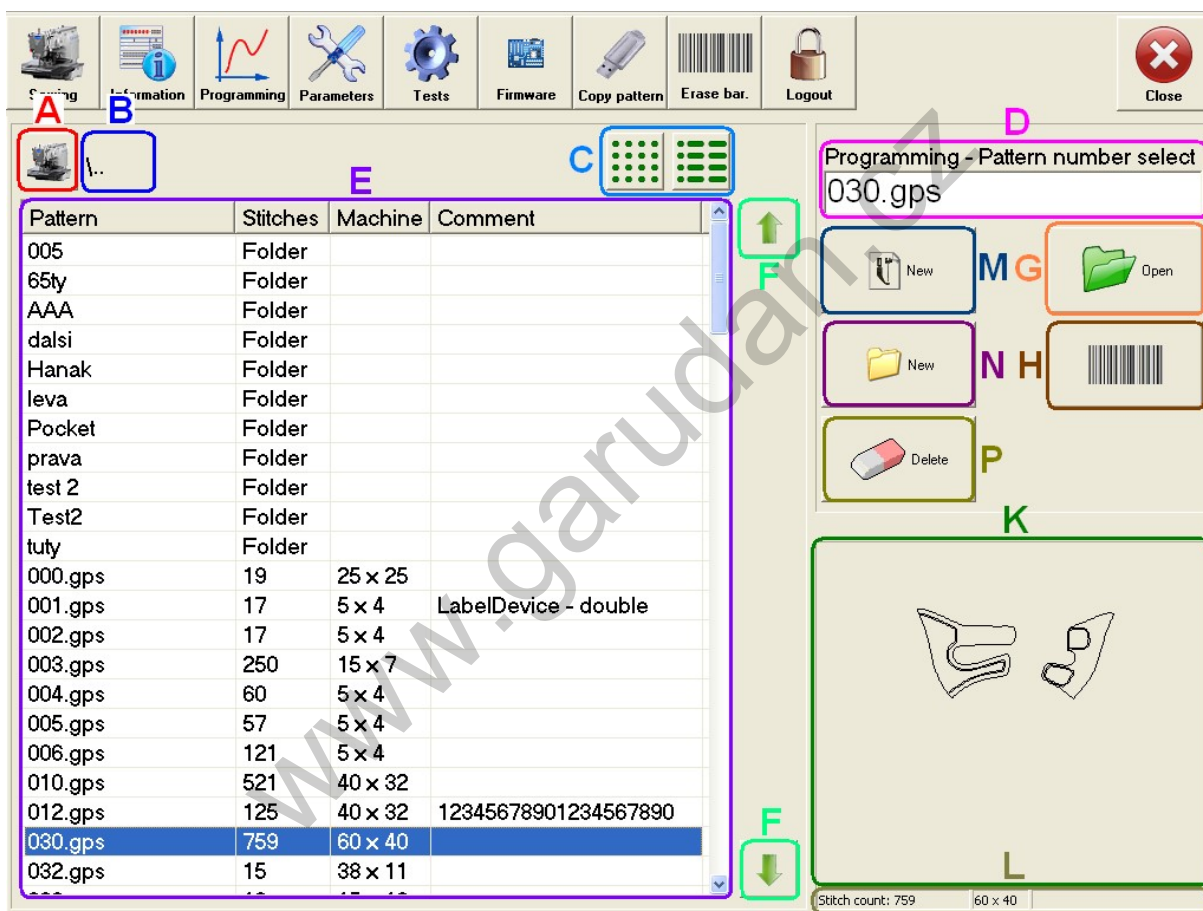 Sewing Information Programming Parameters Tests Firmware Copy pattern Erase bar. Logout Close
A B C D
\..
Programming - Pattern number select
E
030.gps
Pattern Stitches Machine Comment
005 Folder
65ty Folder
AAA Folder
dalsi Folder
Hanak Folder
leva Folder
Pocket Folder
prava Folder
test 2 Folder
Test2 Folder
tuty Folder
000.gps 19 25 x 25
001.gps 17 5 x 4 LabelDevice - double
002.gps 17 5 x 4
003.gps 250 15 x 7
004.gps 60 5 x 4
005.gps 57 5 x 4
006.gps 121 5 x 4
010.gps 521 40 x 32
012.gps 125 40 x 32 12345678901234567890
030.gps 759 60 x 40
032.gps 15 38 x 11
F
F
New M G Open
New N H
Delete P
K
L
Stitch count: 759 60 x 40
www.garudan.cz